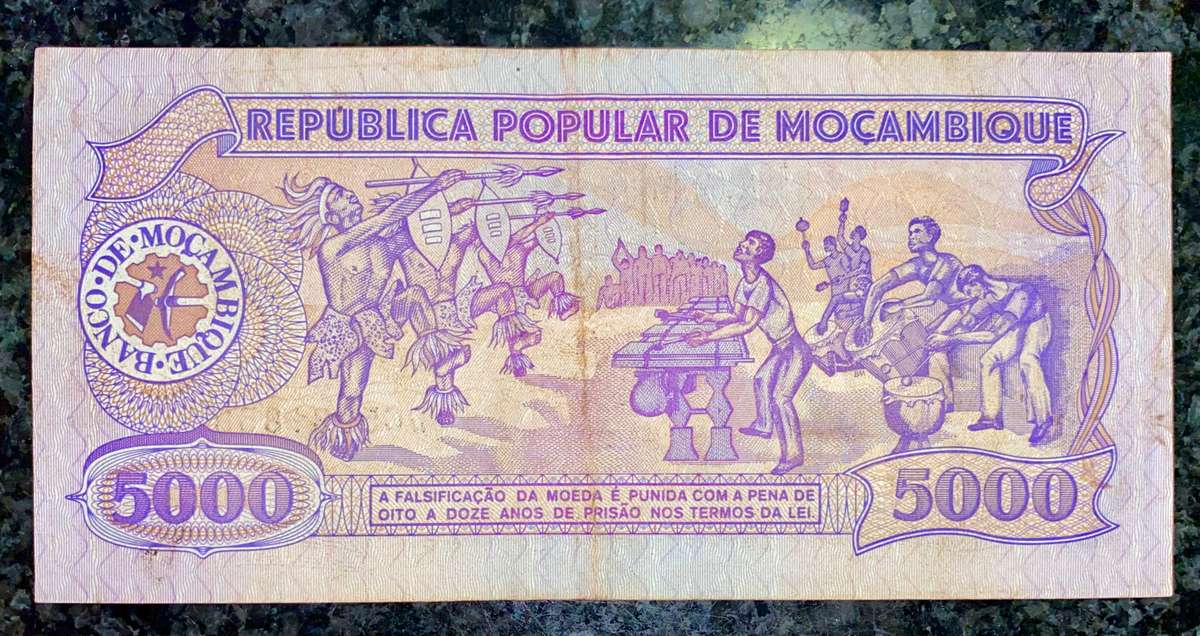 REPÚBLICA POPULAR DE MOÇAMBIQUE
BANCO·DE·MOÇAMBIQUE·
5000
A FALSIFICAÇÃO DA MOEDA É PUNIDA COM A PENA DE
OITO A DOZE ANOS DE PRISÃO NOS TERMOS DA LEI.
5000